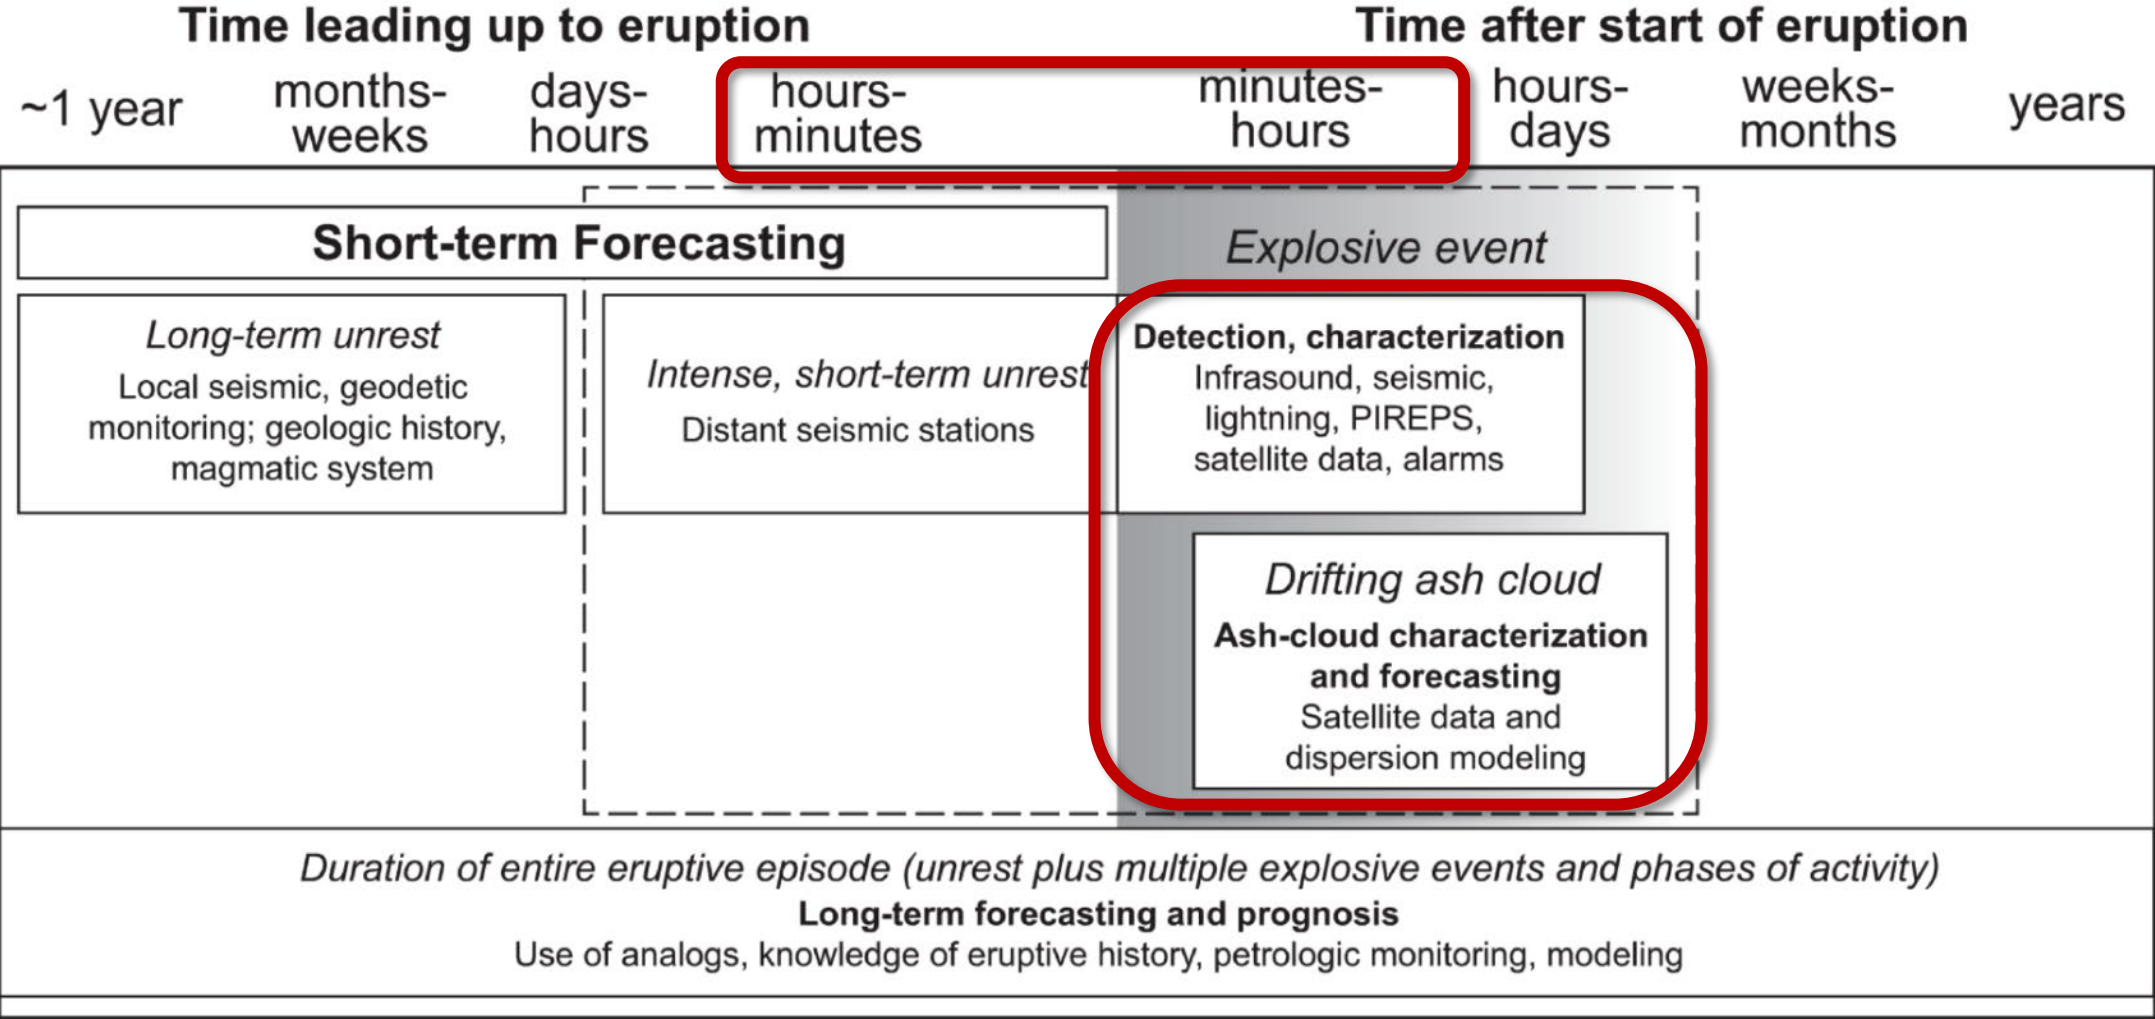 Time leading up to eruption
Time after start of eruption
~1 year
months-
weeks
days-
hours
hours-
minutes
minutes-
hours
hours-
days
weeks-
months
years
Short-term Forecasting
Explosive event
Long-term unrest
Local seismic, geodetic
monitoring; geologic history,
magmatic system
Intense, short-term unrest
Distant seismic stations
Detection, characterization
Infrasound, seismic,
lightning, PIREPS,
satellite data, alarms
Drifting ash cloud
Ash-cloud characterization
and forecasting
Satellite data and
dispersion modeling
Duration of entire eruptive episode (unrest plus multiple explosive events and phases of activity)
Long-term forecasting and prognosis
Use of analogs, knowledge of eruptive history, petrologic monitoring, modeling